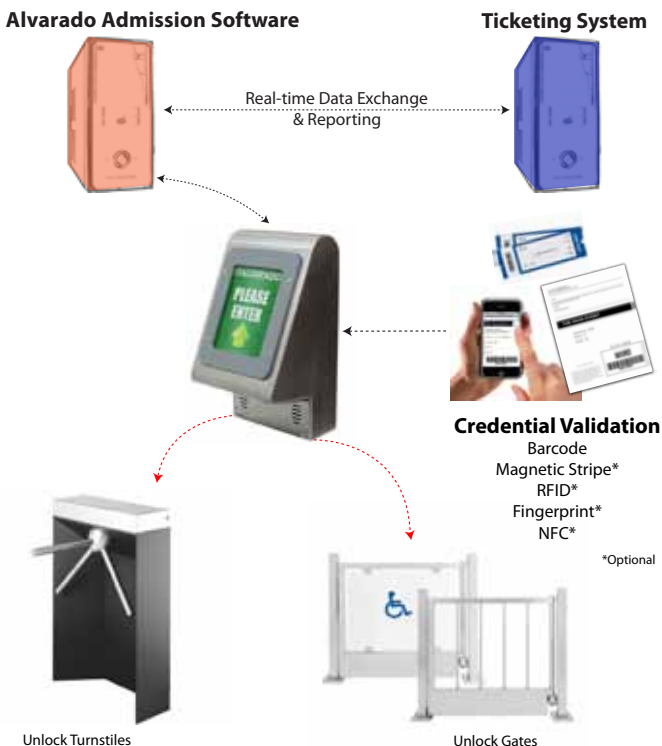 Alvarado Admission Software
Ticketing System
Real-time Data Exchange
& Reporting
ALVARADO
PLEASE
ENTER
Credential Validation
Barcode
Magnetic Stripe*
RFID*
Fingerprint*
NFC*
*Optional
Unlock Turnstiles
Unlock Gates